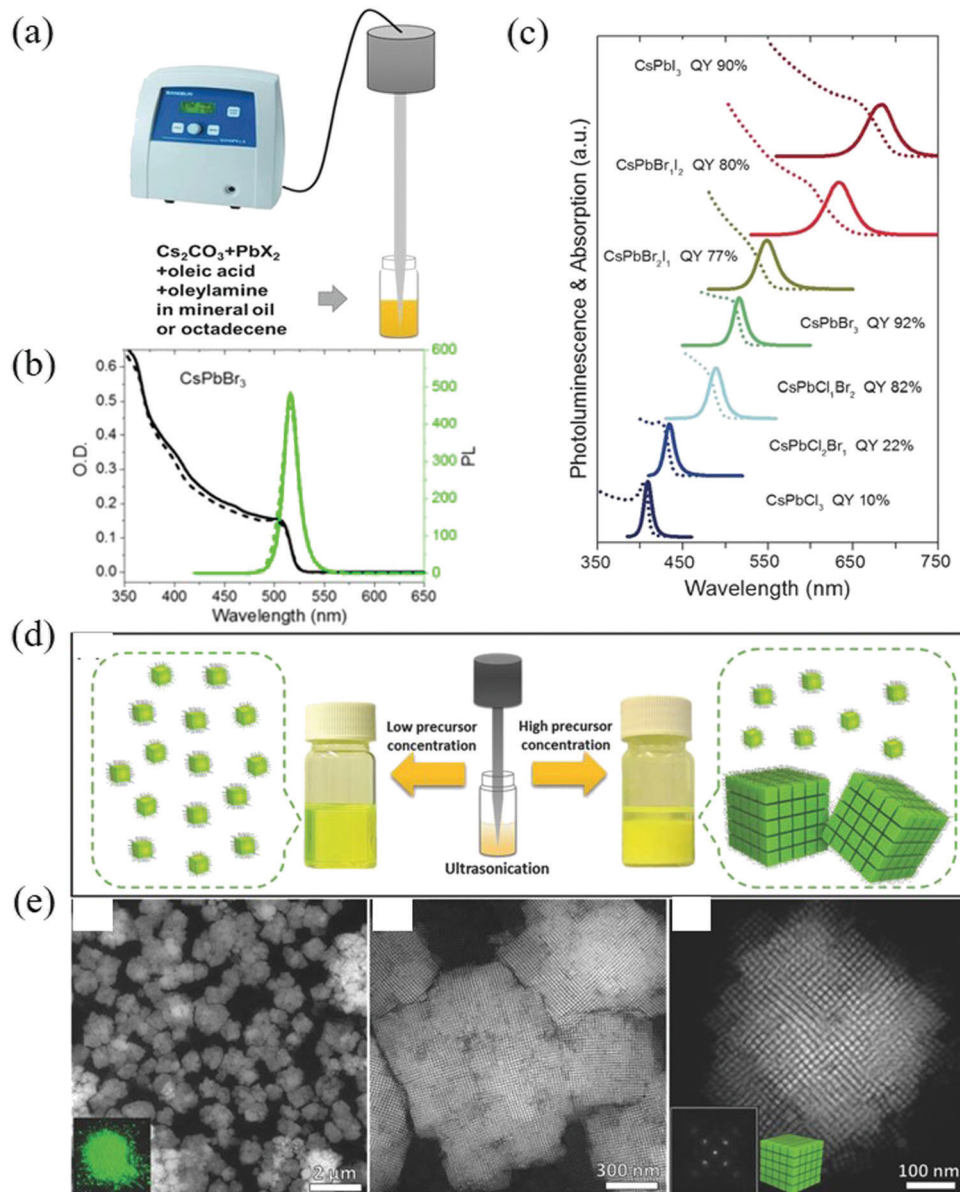 (a)
Cs₂CO₃+PbX₂
+oleic acid
+oleylamine
in mineral oil
or octadecene
(b)
CsPbBr₃
O.D.
0.6
0.5
0.4
0.3
0.2
0.1
0.0
PL
600
500
400
300
200
100
0
350 400 450 500 550 600 650
Wavelength (nm)
(c)
Photoluminescence & Absorption (a.u.)
CsPbI₃ QY 90%
CsPbBr₁I₂ QY 80%
CsPbBr₂I₁ QY 77%
CsPbBr₃ QY 92%
CsPbCl₁Br₂ QY 82%
CsPbCl₂Br₁ QY 22%
CsPbCl₃ QY 10%
350 450 550 650 750
Wavelength (nm)
(d)
Low precursor
concentration
High precursor
concentration
Ultrasonication
(e)
2 μm
300 nm
100 nm